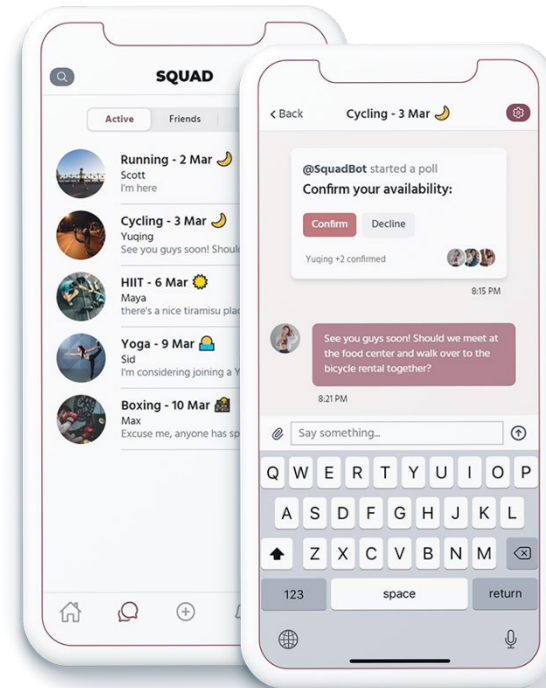 SQUAD
Active Friends
Running - 2 Mar 🌙
Scott
I'm here
Cycling - 3 Mar 🌙
Yuqing
See you guys soon!
HIIT - 6 Mar 🌞
Maya
there's a nice tiramisu
Yoga - 9 Mar
Sid
I'm considering joining a
Boxing - 10 Mar
Max
Excuse me, anyone has
Back Cycling - 3 Mar 🌙
@SquadBot started a poll
Confirm your availability:
Confirm Decline
Yuqing +2 confirmed
8:15 PM
See you guys soon! Should we meet at
the food center and walk over to the
bicycle rental together?
8:21 PM
Say something...
Q W E R T Y U I O P
A S D F G H J K L
Z X C V B N M
123 space return